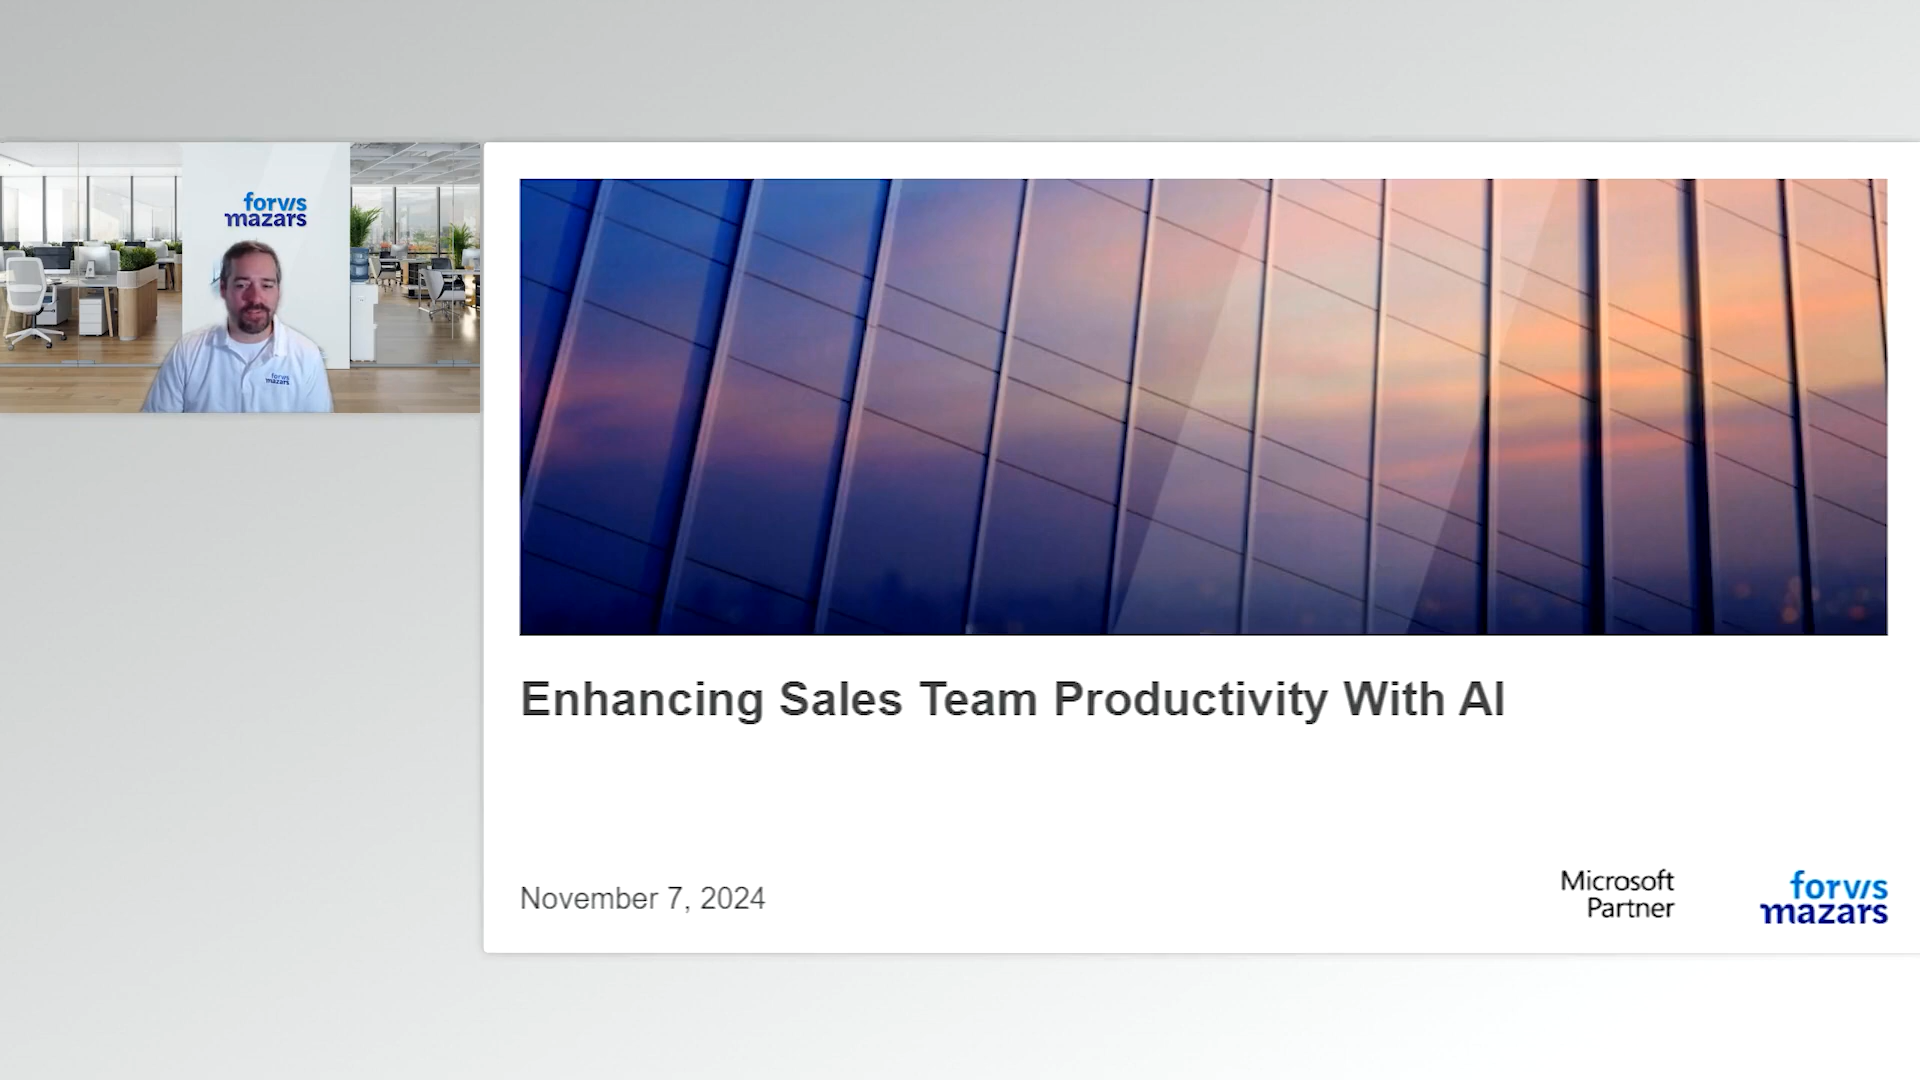 forvis
mazars
forvis
mazars
Enhancing Sales Team Productivity With AI
November 7, 2024
Microsoft
Partner
forvis
mazars